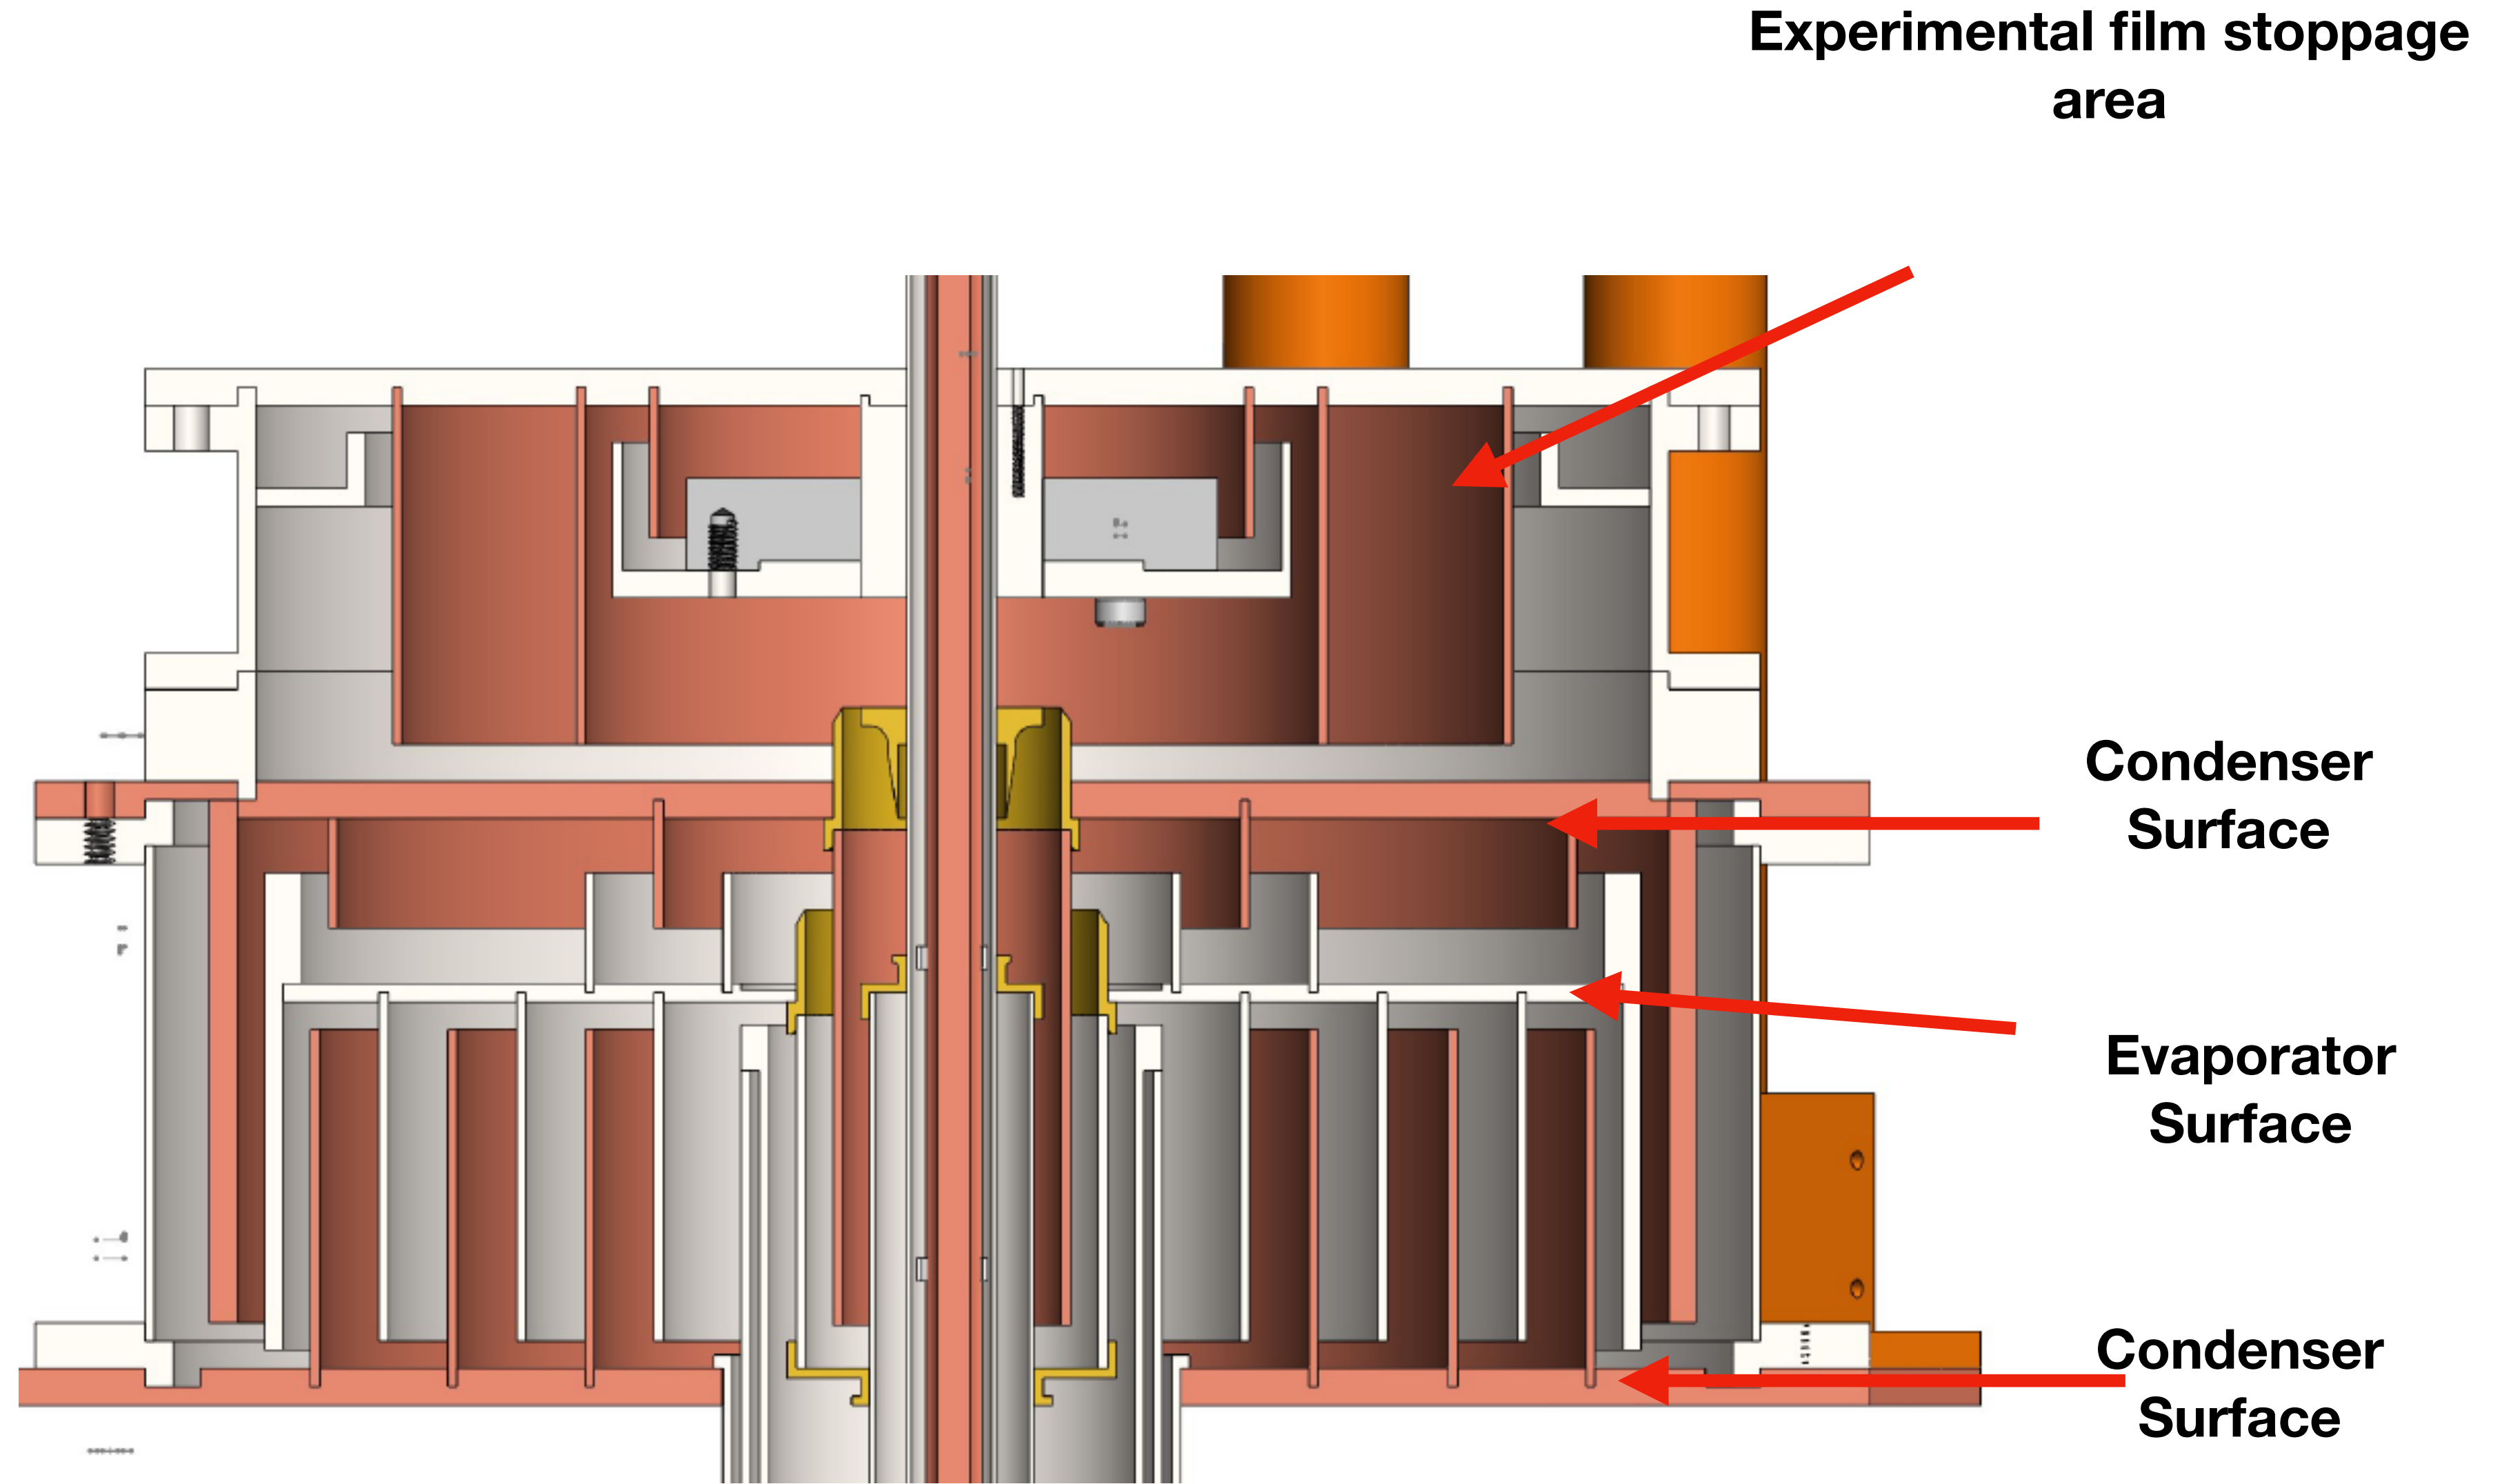 Experimental film stoppage
area
Condenser
Surface
Evaporator
Surface
Condenser
Surface